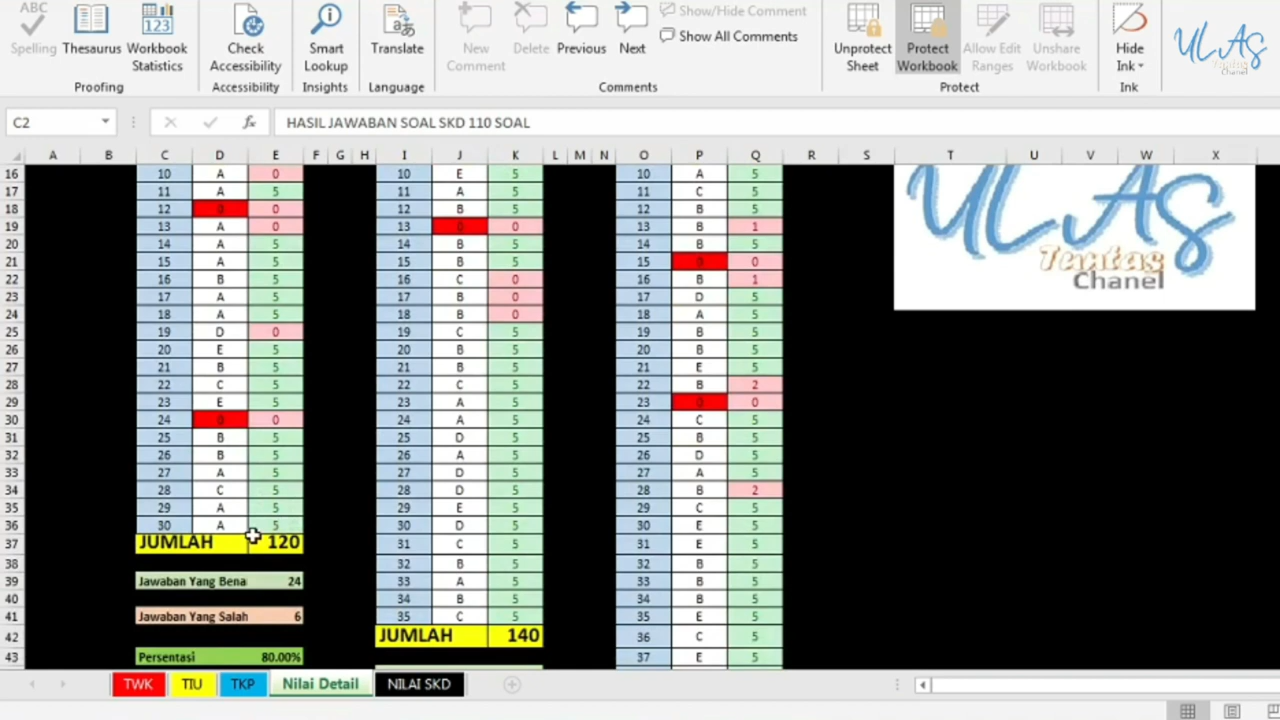 Spelling Thesaurus Workbook Statistics Check Accessibility Smart Lookup Translate New Comment Delete Previous Next Show/Hide Comment Unprotect Sheet Protect Workbook Allow Edit Ranges Unshare Workbook Hide Ink ULAS
Show All Comments Tuntas
Chanel
Proofing Accessibility Insights Language Comments Protect Ink
C2 fx HASIL JAWABAN SOAL SKD 110 SOAL
A B C D E F G H I J K L M N O P Q R S T U V W X
16 10 A 0 10 E 5 10 A 5
17 11 A 5 11 A 5 11 C 5
18 12 0 0 12 B 5 12 B 5
19 13 A 0 13 0 0 13 B 1
20 14 A 5 14 B 5 14 B 5
21 15 A 5 15 B 5 15 0 0
22 16 B 5 16 C 0 16 B 1
23 17 A 5 17 B 0 17 D 5
24 18 A 5 18 B 0 18 A 5
25 19 D 0 19 C 5 19 B 5
26 20 E 5 20 B 5 20 B 5
27 21 B 5 21 B 5 21 E 5
28 22 C 5 22 C 5 22 B 2
29 23 E 5 23 A 5 23 0 0
30 24 0 0 24 A 5 24 C 5
31 25 B 5 25 D 5 25 B 5
32 26 B 5 26 A 5 26 D 5
33 27 A 5 27 D 5 27 A 5
34 28 C 5 28 D 5 28 B 2
35 29 A 5 29 E 5 29 C 5
36 30 A 5 30 D 5 30 E 5
37 JUMLAH 120 31 C 5 31 E 5
38 32 B 5 32 B 5
39 Jawaban Yang Bena 24 33 A 5 33 B 5
40 34 B 5 34 B 5
41 Jawaban Yang Salah 6 35 C 5 35 E 5
42 JUMLAH 140 36 C 5
43 Persentasi 80.00% 37 E 5
ULAS
Tuntas
Chanel
TWK TIU TKP Nilai Detail NILAI SKD